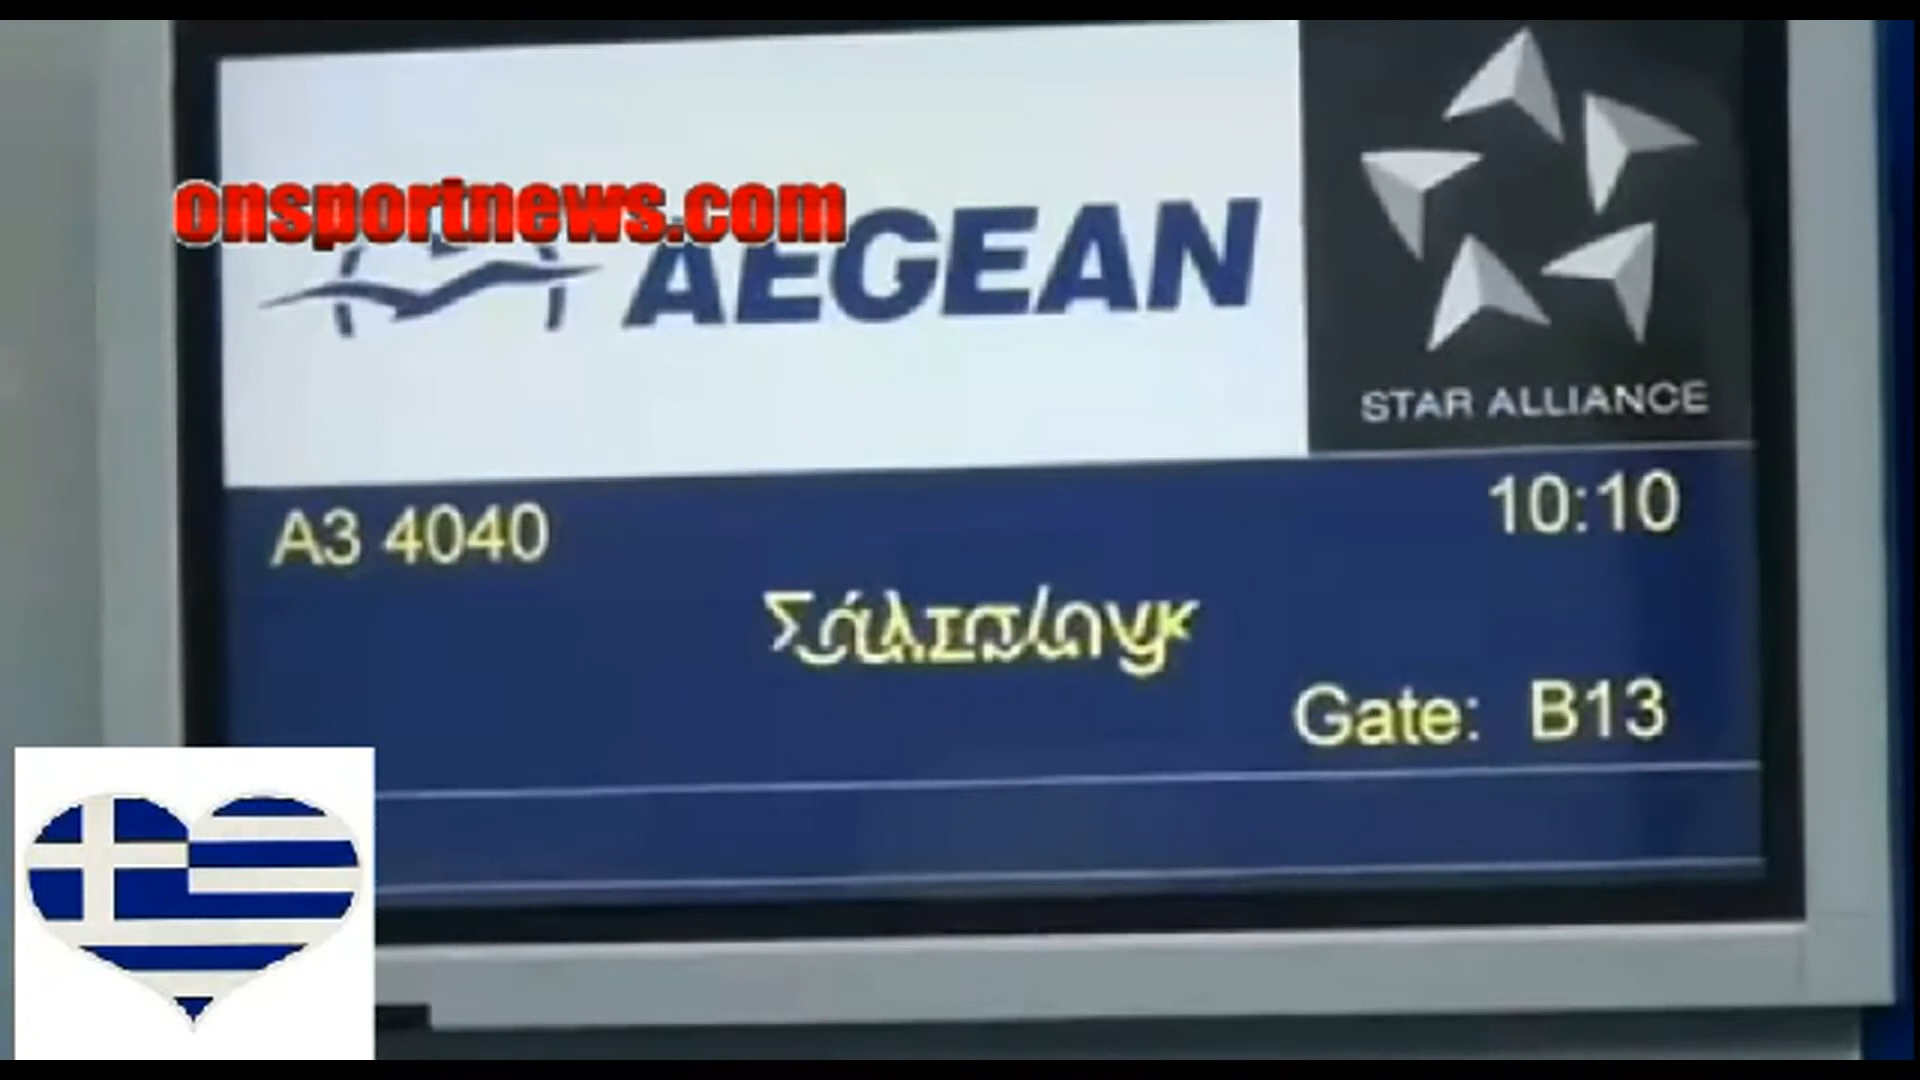 onsportnews.com
AEGEAN
STAR ALLIANCE
A3 4040
10:10
Gate: B13